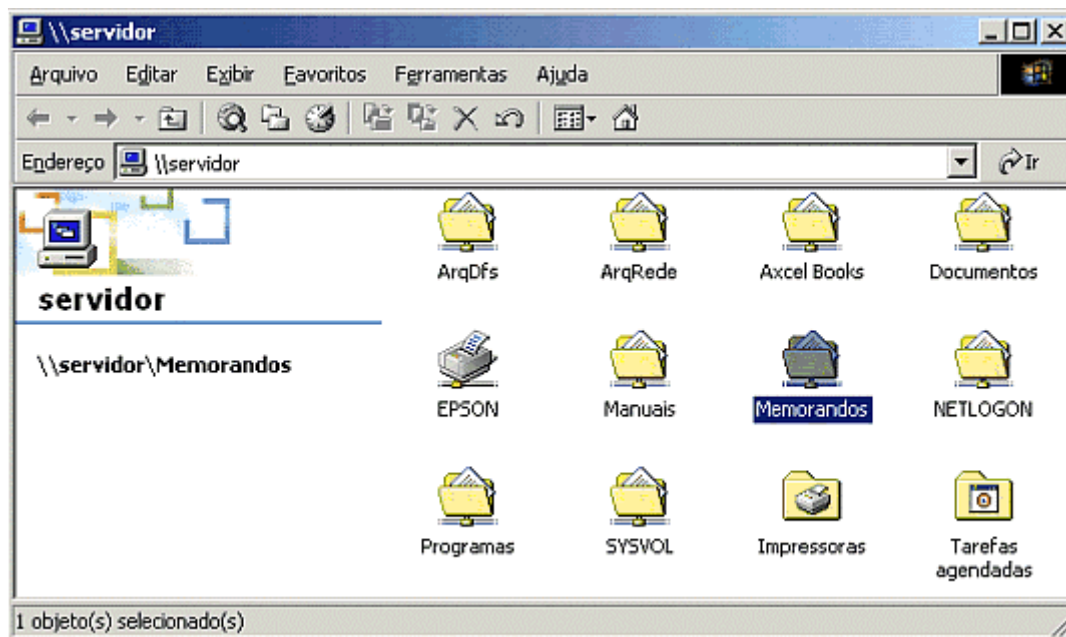 \\servidor
Arquivo Editar Exibir Favoritos Ferramentas Ajuda
Endereço \\servidor Ir
servidor
\\servidor\Memorandos
ArqDfs ArqRede Axcel Books Documentos
EPSON Manuais Memorandos NETLOGON
Programas SYSVOL Impressoras Tarefas
agendadas
1 objeto(s) selecionado(s)